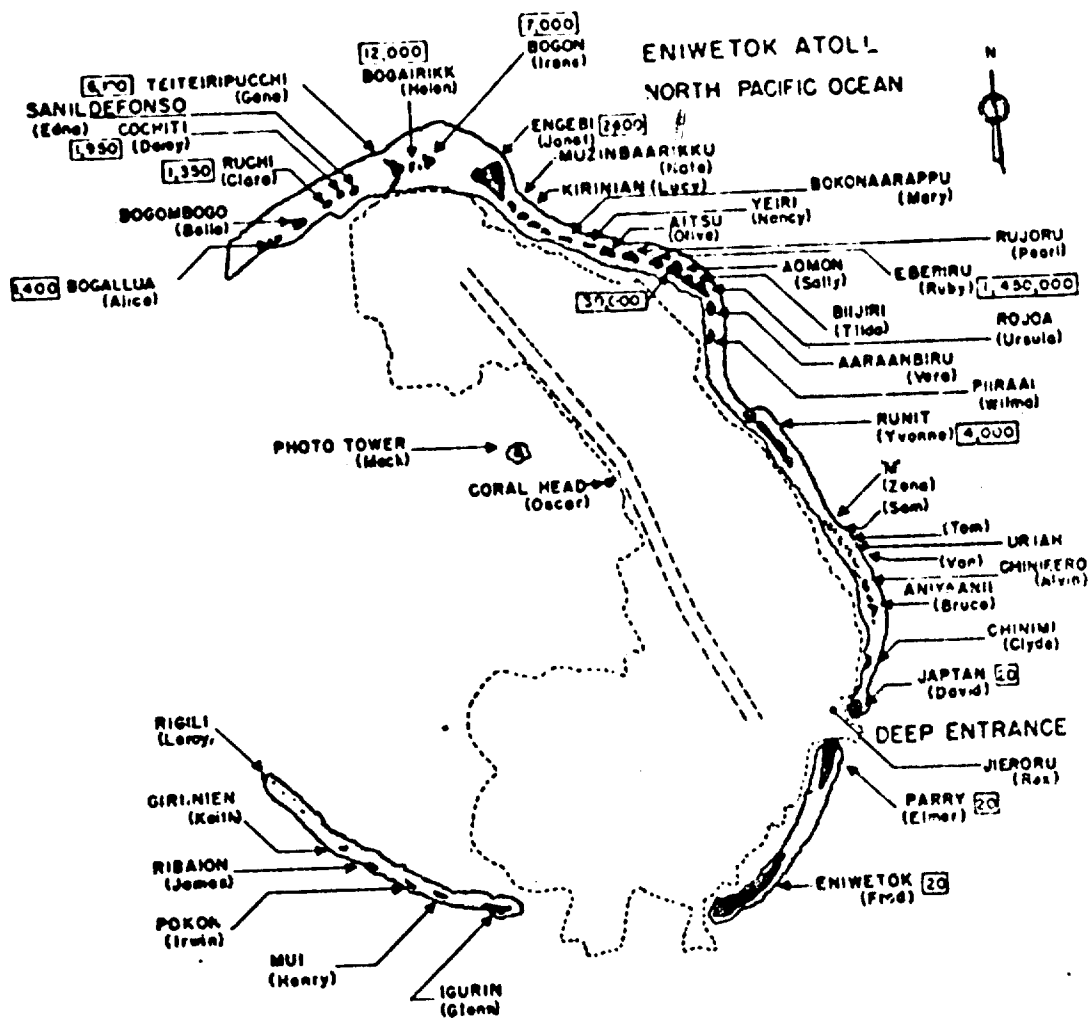 ENIWETOK ATOLL
NORTH PACIFIC OCEAN
N
7,000
BOGON
(Irene)
12,000
BOGAIRIKK
(Helen)
TEITEIRIPUCCHI
(Gene)
SANILDEFONSO
(Edna)
COCHITI
1,950 (Daisy)
1,350 RUCHI
(Clara)
BOGOMBOGO
(Belle)
BOGALLUA
(Alice)
ENGEBI
(Janet)
MUZINBAARIKKU
(Kate)
KIRINIAN (Lucy)
BOKONAARAPPU
(Mary)
YEIRI
(Nancy)
AITSU
(Olive)
RUJORU
(Pearl)
EBERIRU
(Ruby) 1,450,000
AOMON
(Sally)
BIIJIRI
(Tilda)
ROJOA
(Ursula)
AARAANBIRU
(Vera)
PIIRAAI
(Wilma)
RUNIT
(Yvonne) 4,000
PHOTO TOWER
(Mack)
CORAL HEAD
(Oscar)
"M"
(Zona)
(Sam)
(Tom)
URIAH
(Van)
CHINIFERO
(Alvin)
ANIYAANII
(Bruce)
CHINIMI
(Clyde)
JAPTAN 20
(David)
DEEP ENTRANCE
JIERORU
(Rex)
PARRY 20
(Elmer)
ENIWETOK 20
(Fred)
RIGILI
(Leroy)
GIRINIEN
(Keith)
RIBAION
(James)
POKON
(Irwin)
MUI
(Henry)
IGURIN
(Glenn)